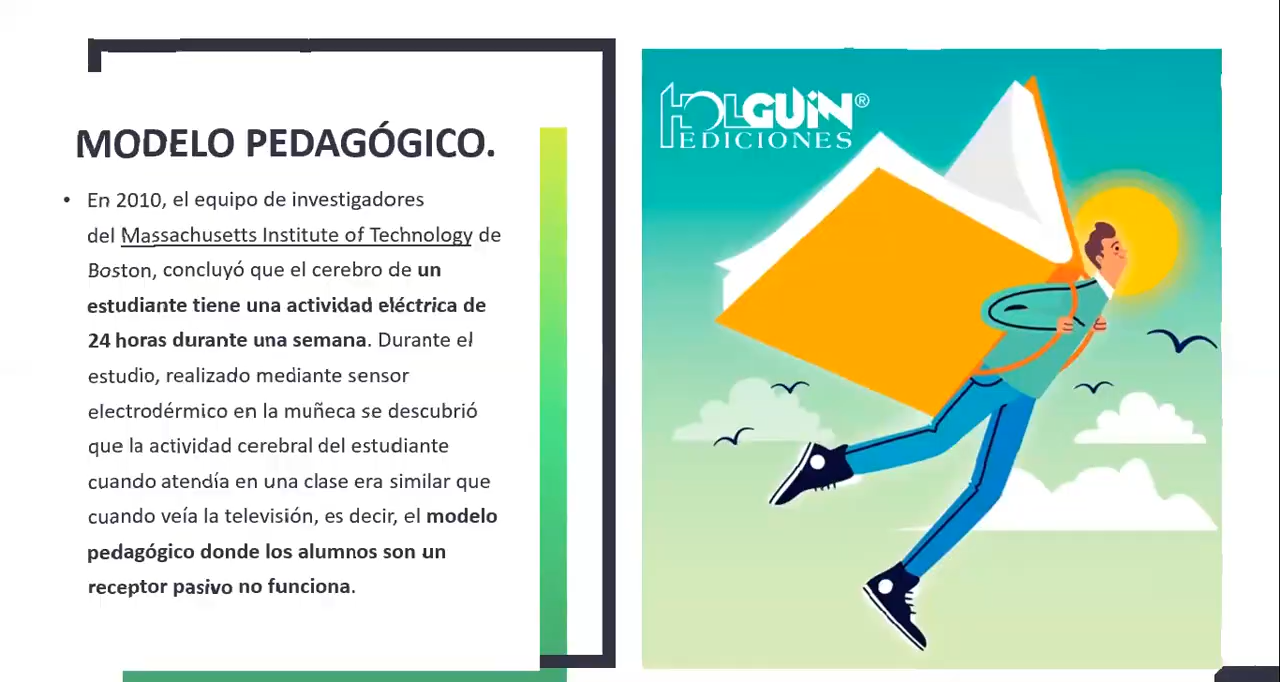 MODELO PEDAGÓGICO.
• En 2010, el equipo de investigadores
del Massachusetts Institute of Technology de
Boston, concluyó que el cerebro de un
estudiante tiene una actividad eléctrica de
24 horas durante una semana. Durante el
estudio, realizado mediante sensor
electrodérmico en la muñeca se descubrió
que la actividad cerebral del estudiante
cuando atendía en una clase era similar que
cuando veía la televisión, es decir, el modelo
pedagógico donde los alumnos son un
receptor pasivo no funciona.
HOLGUIN®
EDICIONES